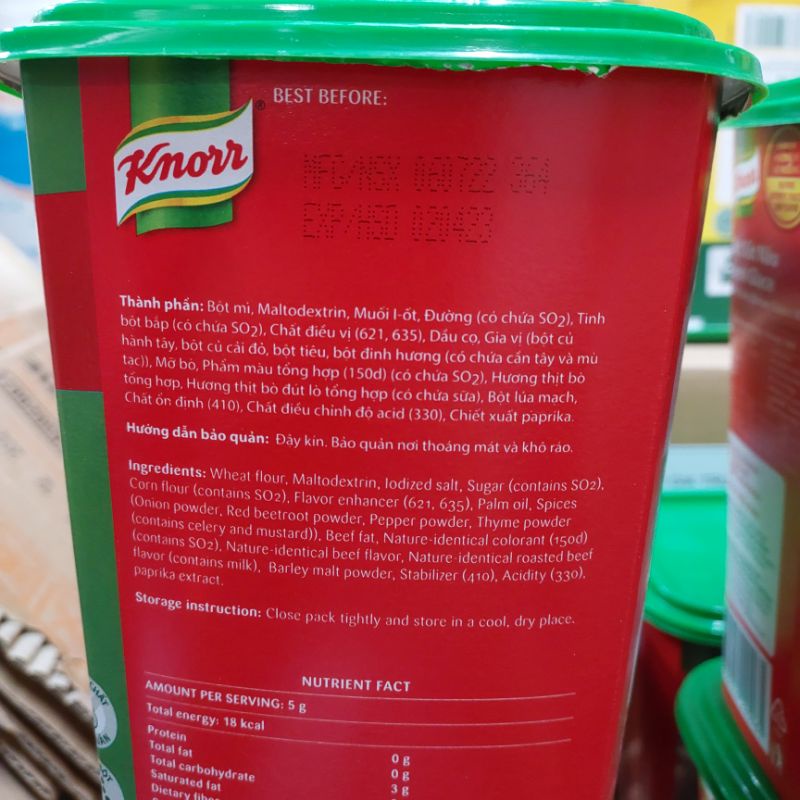 BEST BEFORE:
Knorr
®
MFG/NSX 060722 364
EXP/HSD 020423
Thành phần: Bột mì, Maltodextrin, Muối I-ốt, Đường (có chứa SO2), Tinh
bột bắp (có chứa SO2), Chất điều vị (621, 635), Dầu cọ, Gia vị (bột củ
hành tây, bột củ cải đỏ, bột tiêu, bột đinh hương (có chứa cần tây và mù
tạc)), Mỡ bò, Phẩm màu tổng hợp (150d) (có chứa SO2), Hương thịt bò
tổng hợp, Hương thịt bò đút lò tổng hợp (có chứa sữa), Bột lúa mạch,
Chất ổn định (410), Chất điều chỉnh độ acid (330), Chiết xuất paprika.
Hướng dẫn bảo quản: Đậy kín. Bảo quản nơi thoáng mát và khô ráo.
Ingredients: Wheat flour, Maltodextrin, Iodized salt, Sugar (contains SO2),
Corn flour (contains SO2), Flavor enhancer (621, 635), Palm oil, Spices
(Onion powder, Red beetroot powder, Pepper powder, Thyme powder
(contains celery and mustard)), Beef fat, Nature-identical colorant (150d)
(contains SO2), Nature-identical beef flavor, Nature-identical roasted beef
flavor (contains milk), Barley malt powder, Stabilizer (410), Acidity (330),
paprika extract.
Storage instruction: Close pack tightly and store in a cool, dry place.
NUTRIENT FACT
AMOUNT PER SERVING: 5 g
Total energy: 18 kcal
Protein 0 g
Total fat 0 g
Total carbohydrate 3 g
Saturated fat
Dietary